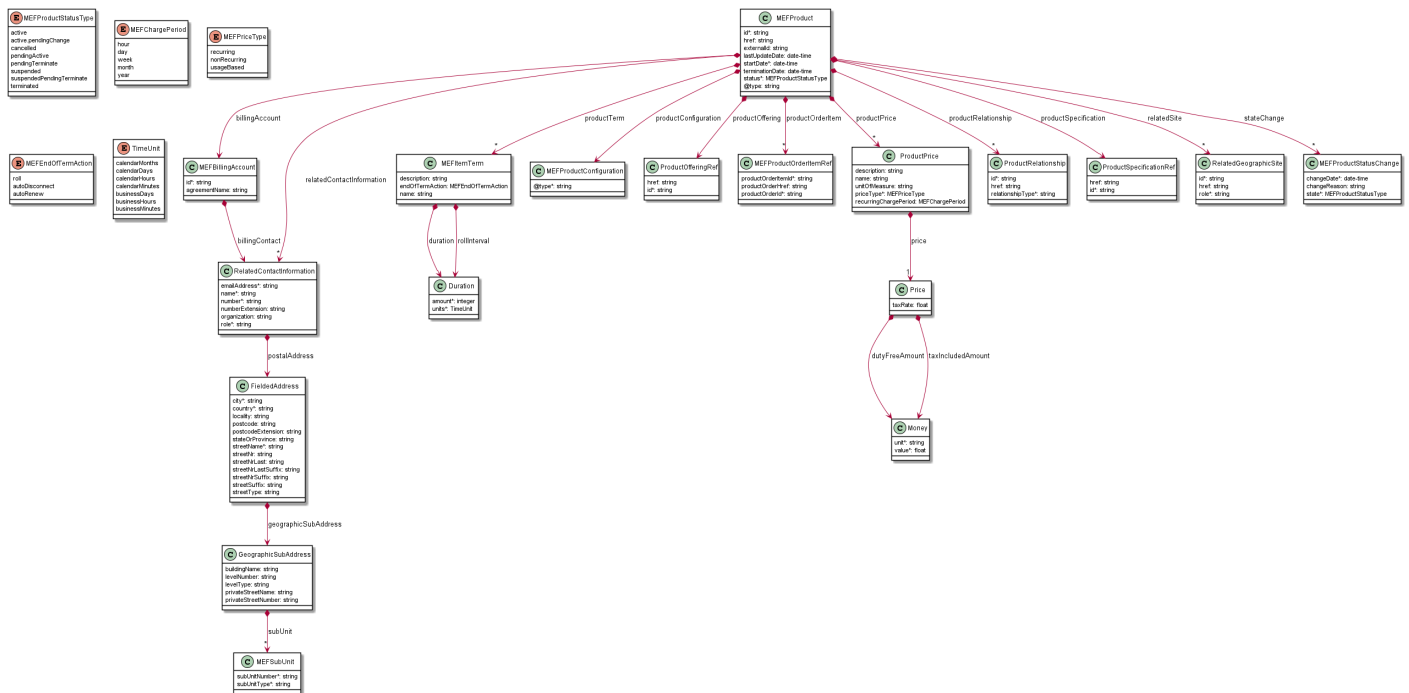 E MEFProductStatusType
active
active.pendingChange
cancelled
pendingActive
pendingTerminate
suspended
suspendedPendingTerminate
terminated
E MEFChargePeriod
hour
day
week
month
year
E MEFPriceType
recurring
nonRecurring
usageBased
C MEFProduct
id*: string
href: string
externalId: string
lastUpdateDate: date-time
startDate*: date-time
terminationDate: date-time
status*: MEFProductStatusType
@type: string
billingAccount
relatedContactInformation
productTerm
*
productConfiguration
productOffering
productOrderItem
*
productPrice
*
productRelationship
*
productSpecification
relatedSite
*
stateChange
*
E MEFEndOfTermAction
roll
autoDisconnect
autoRenew
E TimeUnit
calendarMonths
calendarDays
calendarHours
calendarMinutes
businessDays
businessHours
businessMinutes
C MEFBillingAccount
id*: string
agreementName: string
C MEFItemTerm
description: string
endOfTermAction: MEFEndOfTermAction
name: string
C MEFProductConfiguration
@type*: string
C ProductOfferingRef
href: string
id*: string
C MEFProductOrderItemRef
productOrderItemId*: string
productOrderHref: string
productOrderId*: string
C ProductPrice
description: string
name: string
unitOfMeasure: string
priceType*: MEFPriceType
recurringChargePeriod: MEFChargePeriod
C ProductRelationship
id*: string
href: string
relationshipType*: string
C ProductSpecificationRef
href: string
id*: string
C RelatedGeographicSite
id*: string
href: string
role*: string
C MEFProductStatusChange
changeDate*: date-time
changeReason: string
state*: MEFProductStatusType
billingContact
*
duration
rollInterval
price
1
C RelatedContactInformation
emailAddress*: string
name*: string
number*: string
numberExtension: string
organization: string
role*: string
C Duration
amount*: integer
units*: TimeUnit
C Price
taxRate: float
postalAddress
dutyFreeAmount
taxIncludedAmount
C FieldedAddress
city*: string
country*: string
locality: string
postcode: string
postcodeExtension: string
stateOrProvince: string
streetName*: string
streetNr: string
streetNrLast: string
streetNrLastSuffix: string
streetNrSuffix: string
streetSuffix: string
streetType: string
C Money
unit*: string
value*: float
geographicSubAddress
C GeographicSubAddress
buildingName: string
levelNumber: string
levelType: string
privateStreetName: string
privateStreetNumber: string
subUnit
*
C MEFSubUnit
subUnitNumber*: string
subUnitType*: string